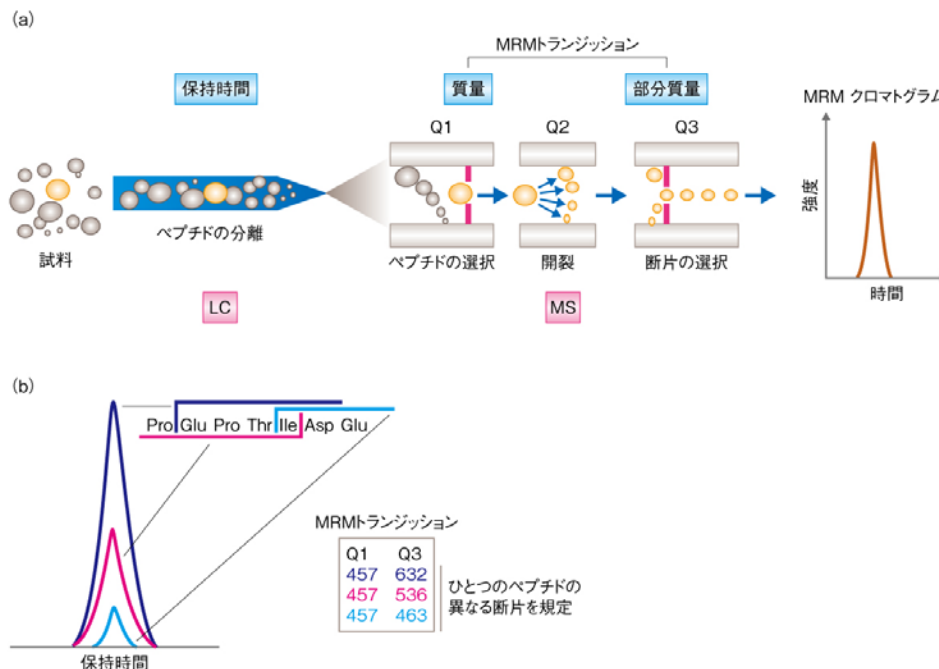 (a)
MRMトランジッション
保持時間
質量
部分質量
MRM クロマトグラム
Q1
Q2
Q3
強度
試料
ペプチドの分離
ペプチドの選択
開裂
断片の選択
時間
LC
MS
(b)
Pro Glu Pro Thr Ile Asp Glu
MRMトランジッション
Q1 Q3
457 632
457 536
457 463
ひとつのペプチドの
異なる断片を規定
保持時間